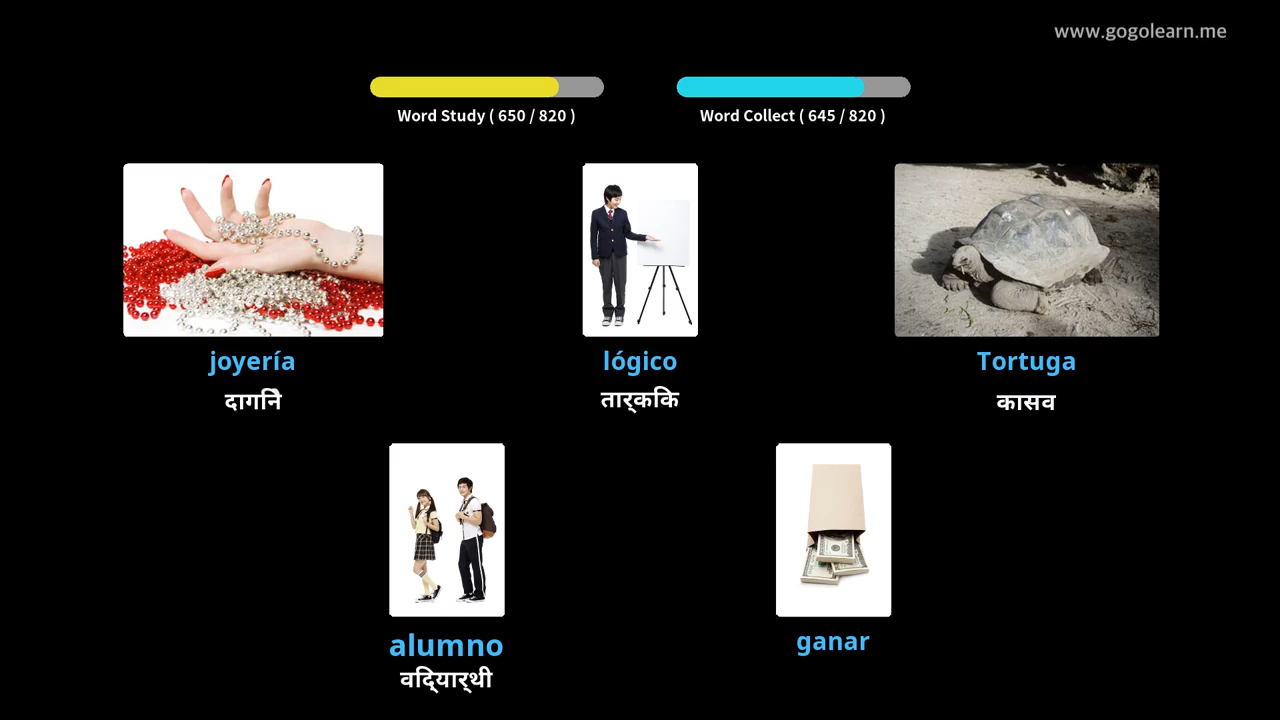 www.gogolearn.me
Word Study ( 650 / 820 )
Word Collect ( 645 / 820 )
joyería
दागिने
lógico
तार्किक
Tortuga
कासव
alumno
विद्यार्थी
ganar